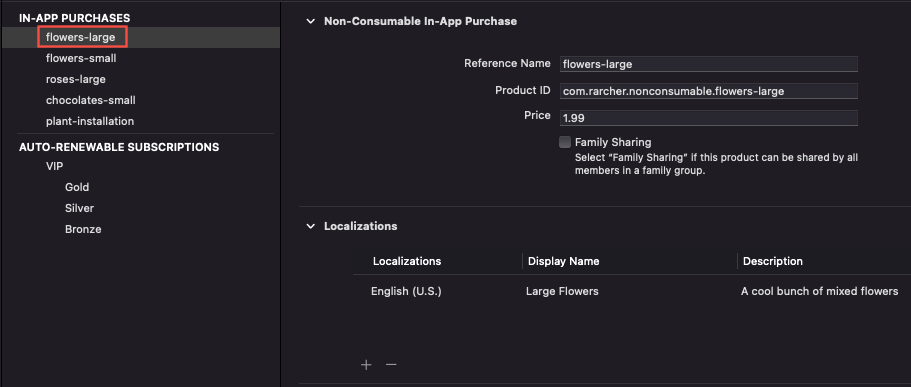 IN-APP PURCHASES
flowers-large
flowers-small
roses-large
chocolates-small
plant-installation
AUTO-RENEWABLE SUBSCRIPTIONS
VIP
Gold
Silver
Bronze
Non-Consumable In-App Purchase
Reference Name flowers-large
Product ID com.rarcher.nonconsumable.flowers-large
Price 1.99
Family Sharing
Select “Family Sharing” if this product can be shared by all
members in a family group.
Localizations
Localizations Display Name Description
English (U.S.) Large Flowers A cool bunch of mixed flowers